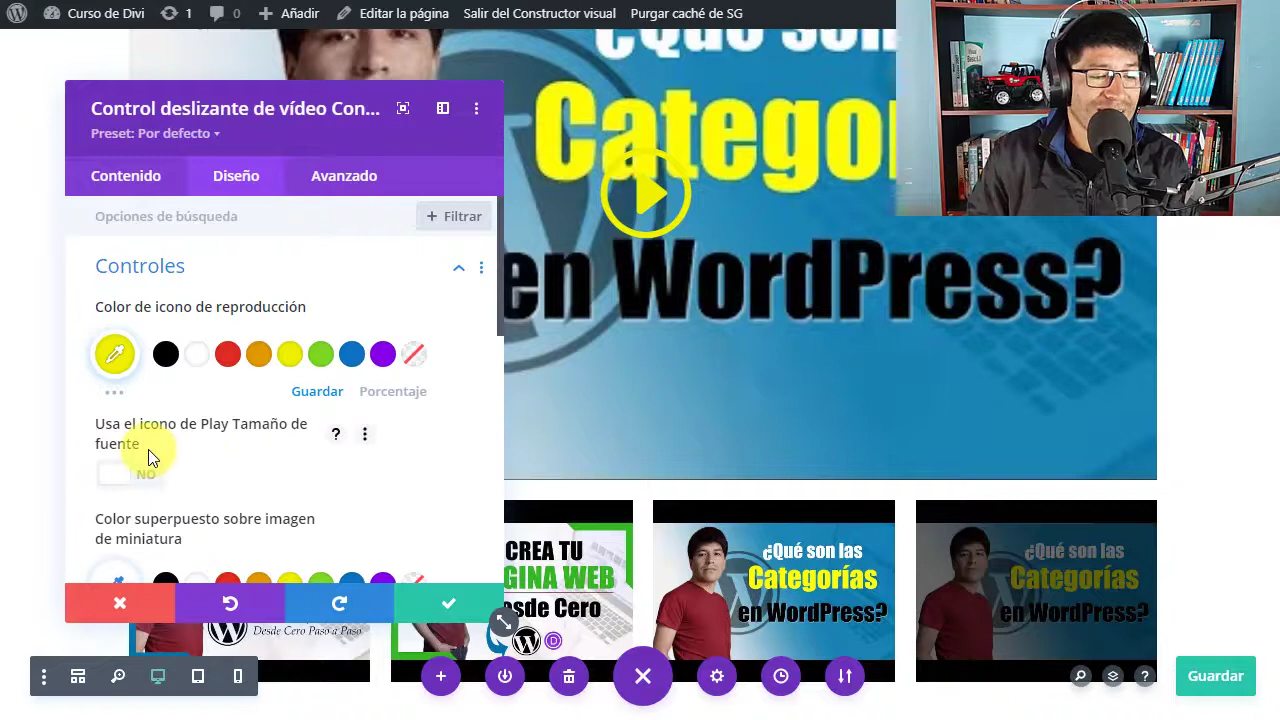 Curso de Divi 1 0 Añadir Editar la página Salir del Constructor visual Purgar caché de SG
¿Qué son las
Categor
en WordPress?
Control deslizante de vídeo Con...
Preset: Por defecto
Contenido Diseño Avanzado
Opciones de búsqueda + Filtrar
Controles
Color de icono de reproducción
Guardar Porcentaje
Usa el icono de Play Tamaño de
fuente
? NO
Color superpuesto sobre imagen
de miniatura
CREA TU
GINA WEB
esde Cero
Desde Cero Paso a Paso
D
¿Qué son las
Categorías
en WordPress?
¿Qué son las
Categorías
en WordPress?
? Guardar